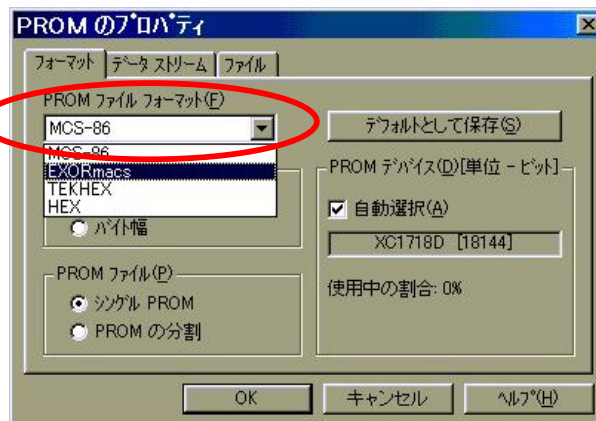 PROM のプロパティ
フォーマット データ ストリーム ファイル
PROM ファイル フォーマット(F)
MCS-86
MCS-86
EXORmacs
TEKHEX
HEX
バイト幅
PROM ファイル(P)
シングル PROM
PROM の分割
デフォルトとして保存(S)
PROM デバイス(D)[単位 - ビット]
自動選択(A)
XC1718D [18144]
使用中の割合: 0%
OK キャンセル ヘルプ(H)